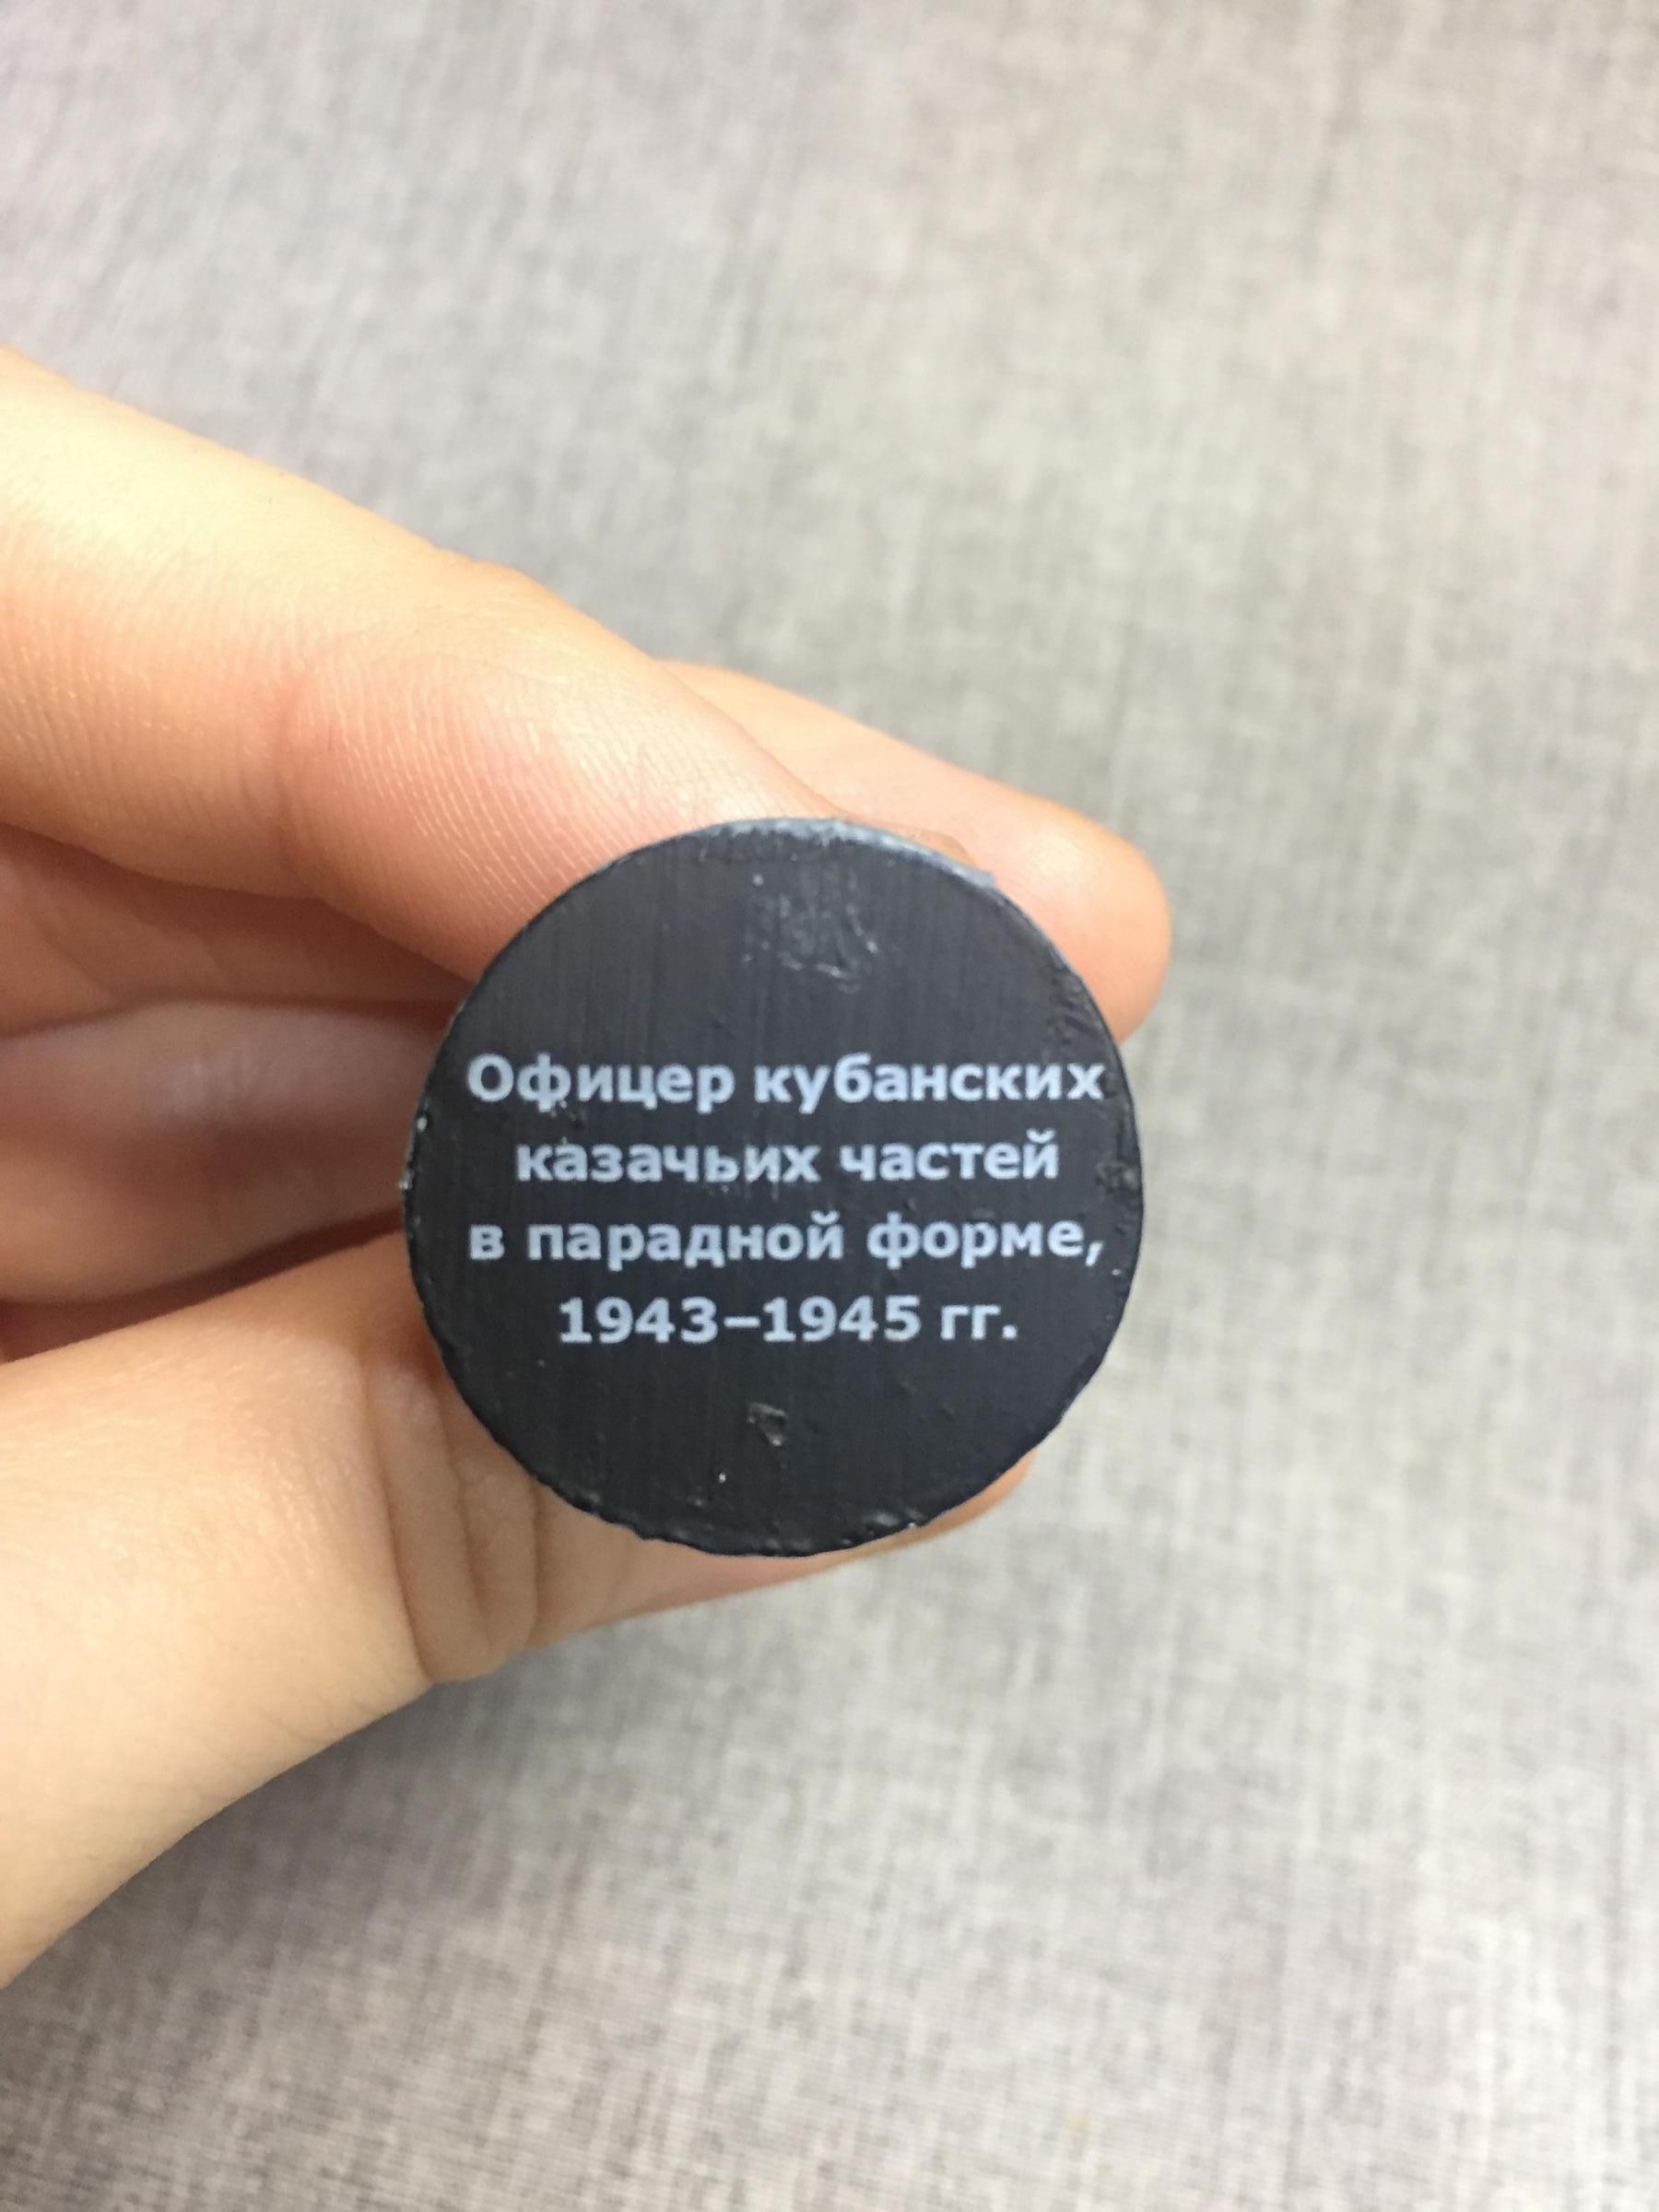 Офицер кубанских
казачьих частей
в парадной форме,
1943–1945 гг.